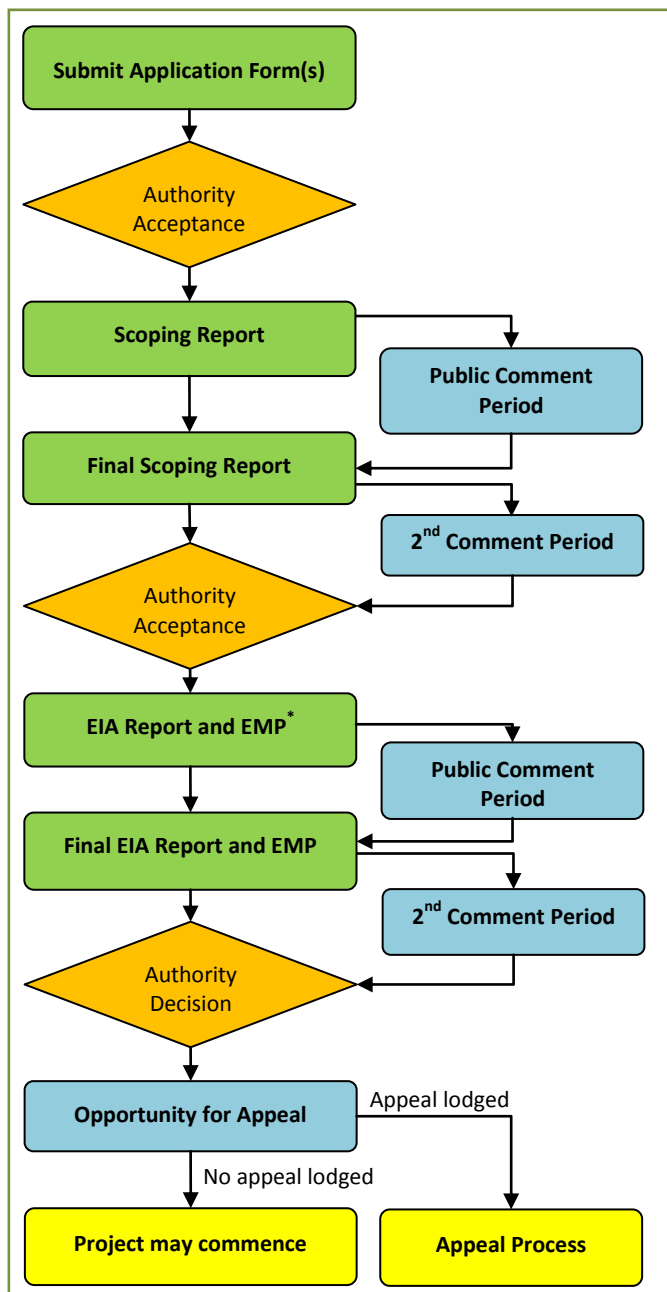 Submit Application Form(s)
Authority
Acceptance
Scoping Report
Public Comment
Period
Final Scoping Report
2nd Comment Period
Authority
Acceptance
EIA Report and EMP*
Public Comment
Period
Final EIA Report and EMP
2nd Comment Period
Authority
Decision
Opportunity for Appeal
Appeal lodged
No appeal lodged
Project may commence
Appeal Process